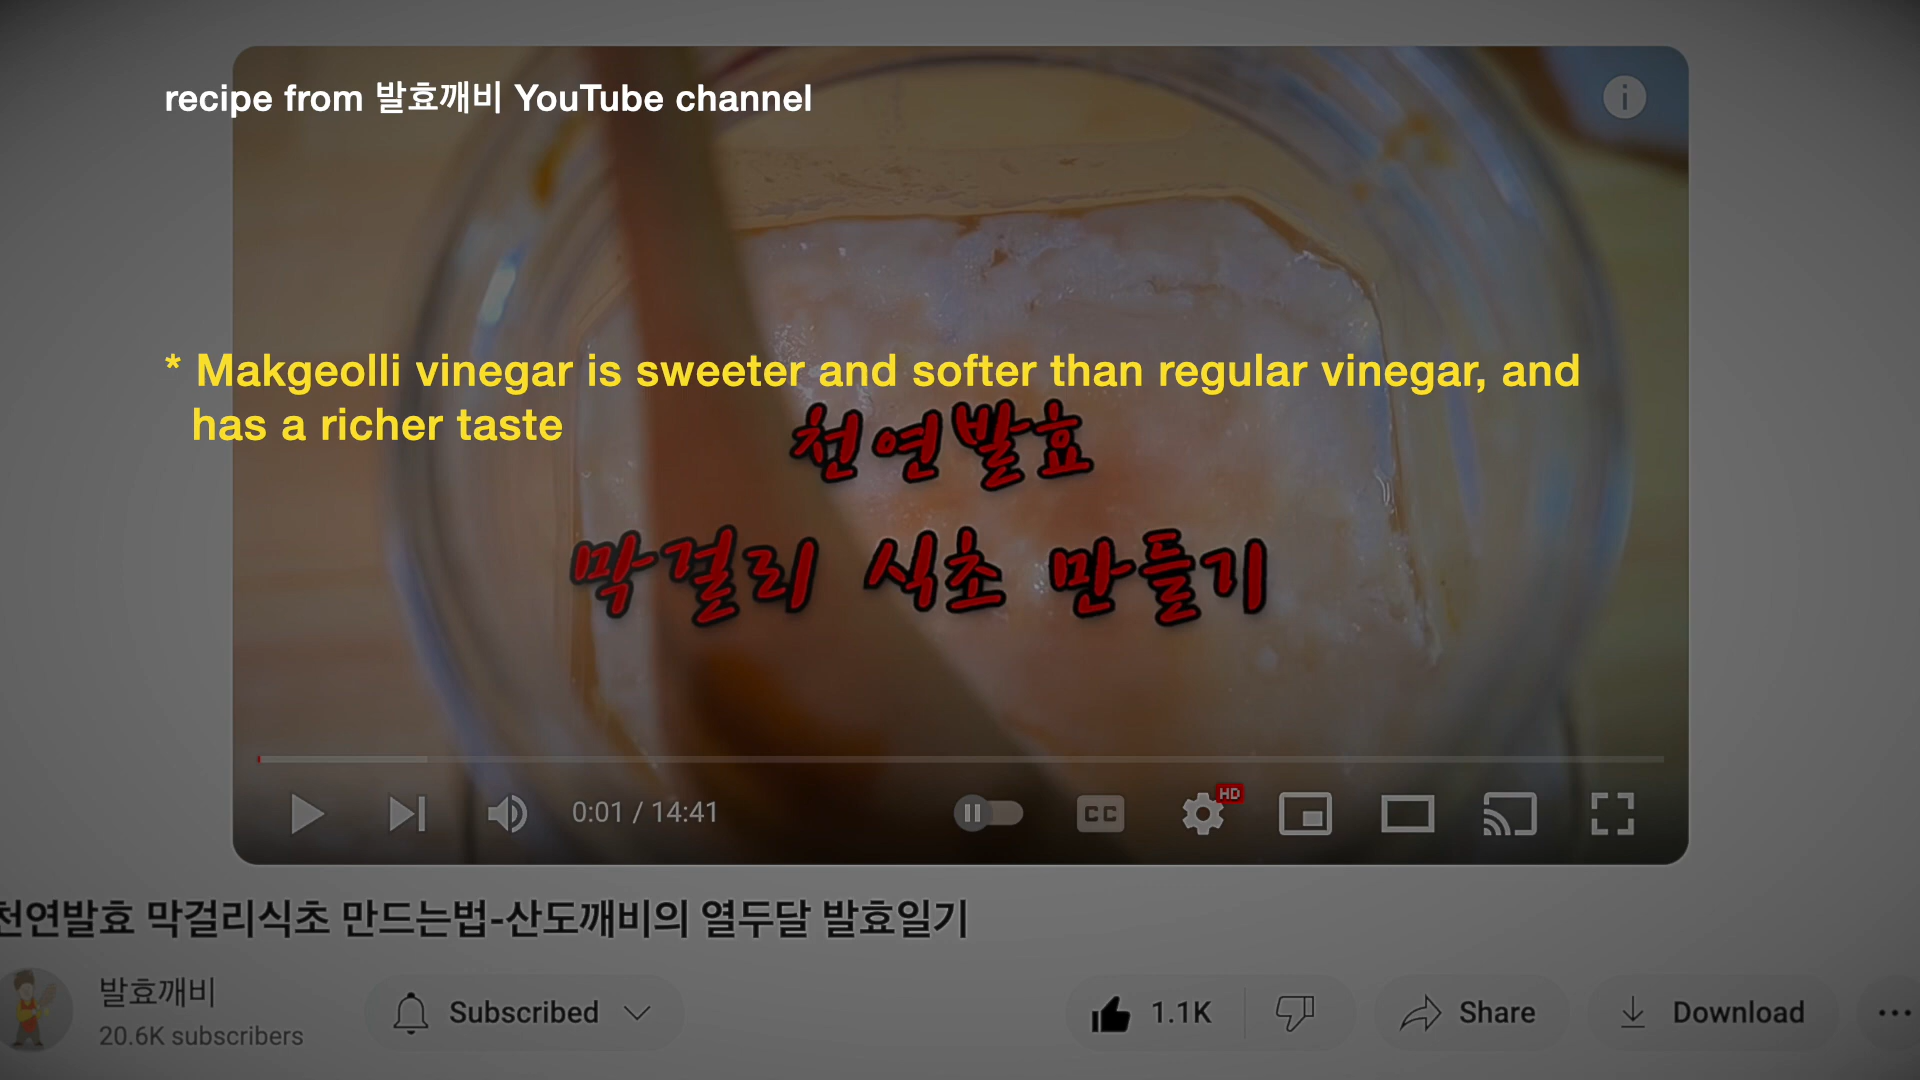 recipe from 발효깨비 YouTube channel
* Makgeolli vinegar is sweeter and softer than regular vinegar, and
has a richer taste
천연발효
막걸리 식초 만들기
0:01 / 14:41
CC
HD
천연발효 막걸리식초 만드는법-산도깨비의 열두달 발효일기
발효깨비
20.6K subscribers
Subscribed
1.1K
Share
Download